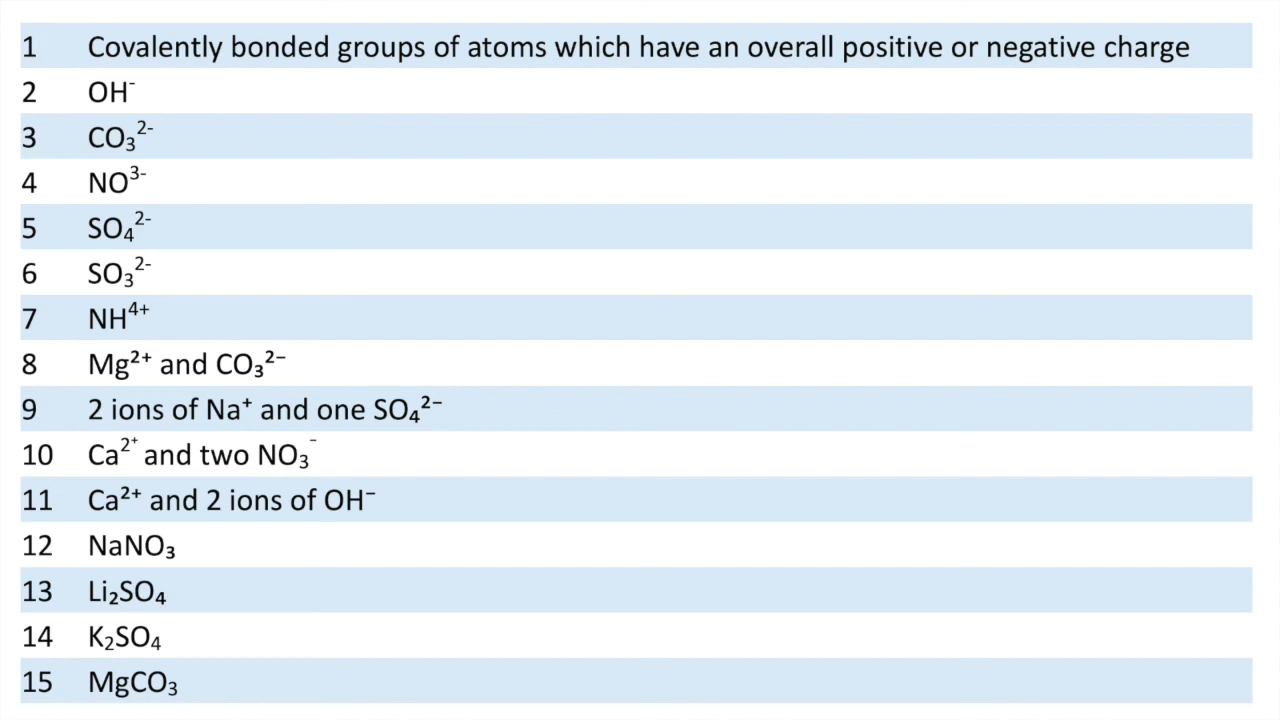 1 Covalently bonded groups of atoms which have an overall positive or negative charge
2 OH⁻
3 CO₃²⁻
4 NO³⁻
5 SO₄²⁻
6 SO₃²⁻
7 NH⁴⁺
8 Mg²⁺ and CO₃²⁻
9 2 ions of Na⁺ and one SO₄²⁻
10 Ca²⁺ and two NO₃⁻
11 Ca²⁺ and 2 ions of OH⁻
12 NaNO₃
13 Li₂SO₄
14 K₂SO₄
15 MgCO₃